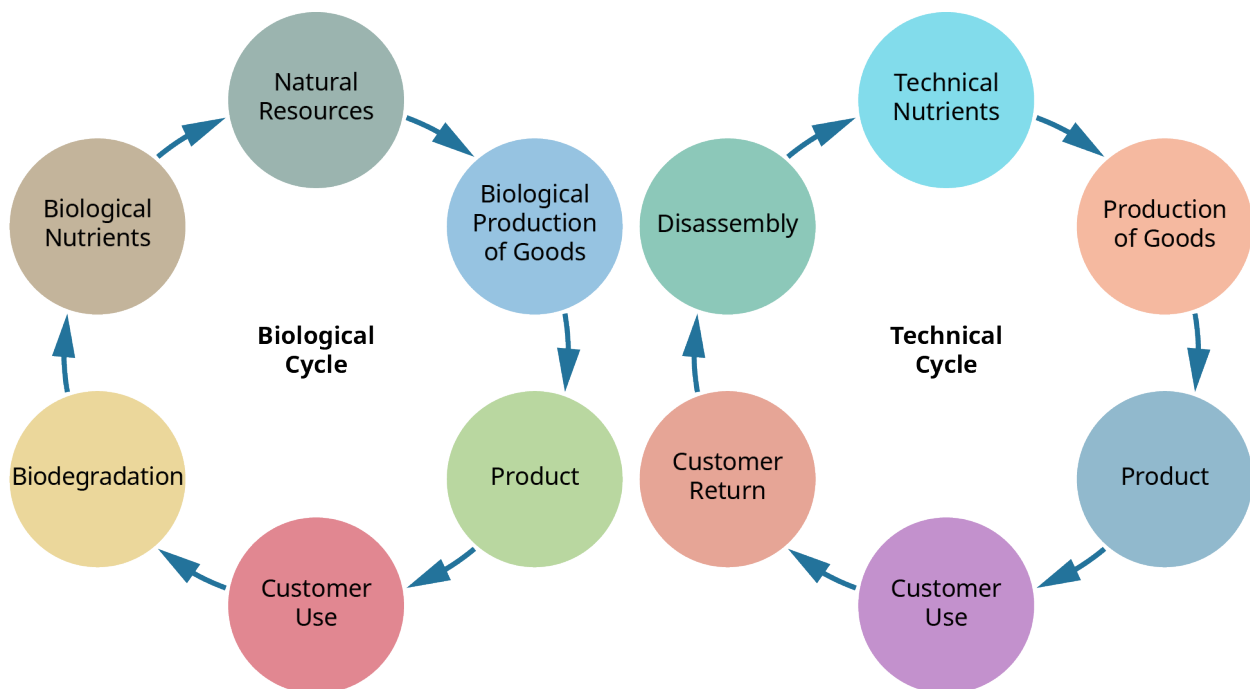 Natural
Resources
Biological
Production
of Goods
Product
Customer
Use
Biodegradation
Biological
Nutrients
Biological
Cycle
Technical
Nutrients
Production
of Goods
Product
Customer
Use
Customer
Return
Disassembly
Technical
Cycle